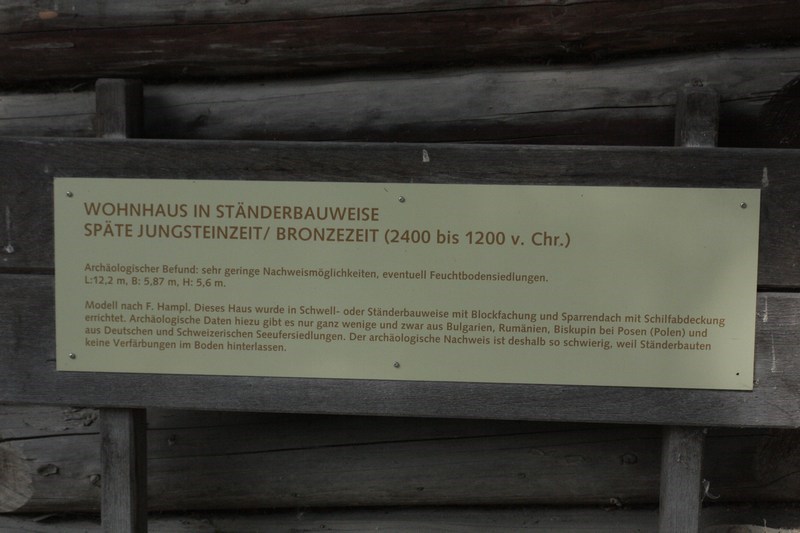 WOHNHAUS IN STÄNDERBAUWEISE
SPÄTE JUNGSTEINZEIT/ BRONZEZEIT (2400 bis 1200 v. Chr.)
Archäologischer Befund: sehr geringe Nachweismöglichkeiten, eventuell Feuchtbodensiedlungen.
L:12,2 m, B: 5,87 m, H: 5,6 m.
Modell nach F. Hampl. Dieses Haus wurde in Schwell- oder Ständerbauweise mit Blockfachung und Sparrendach mit Schilfabdeckung
errichtet. Archäologische Daten hiezu gibt es nur ganz wenige und zwar aus Bulgarien, Rumänien, Biskupin bei Posen (Polen) und
aus Deutschen und Schweizerischen Seeufersiedlungen. Der archäologische Nachweis ist deshalb so schwierig, weil Ständerbauten
keine Verfärbungen im Boden hinterlassen.